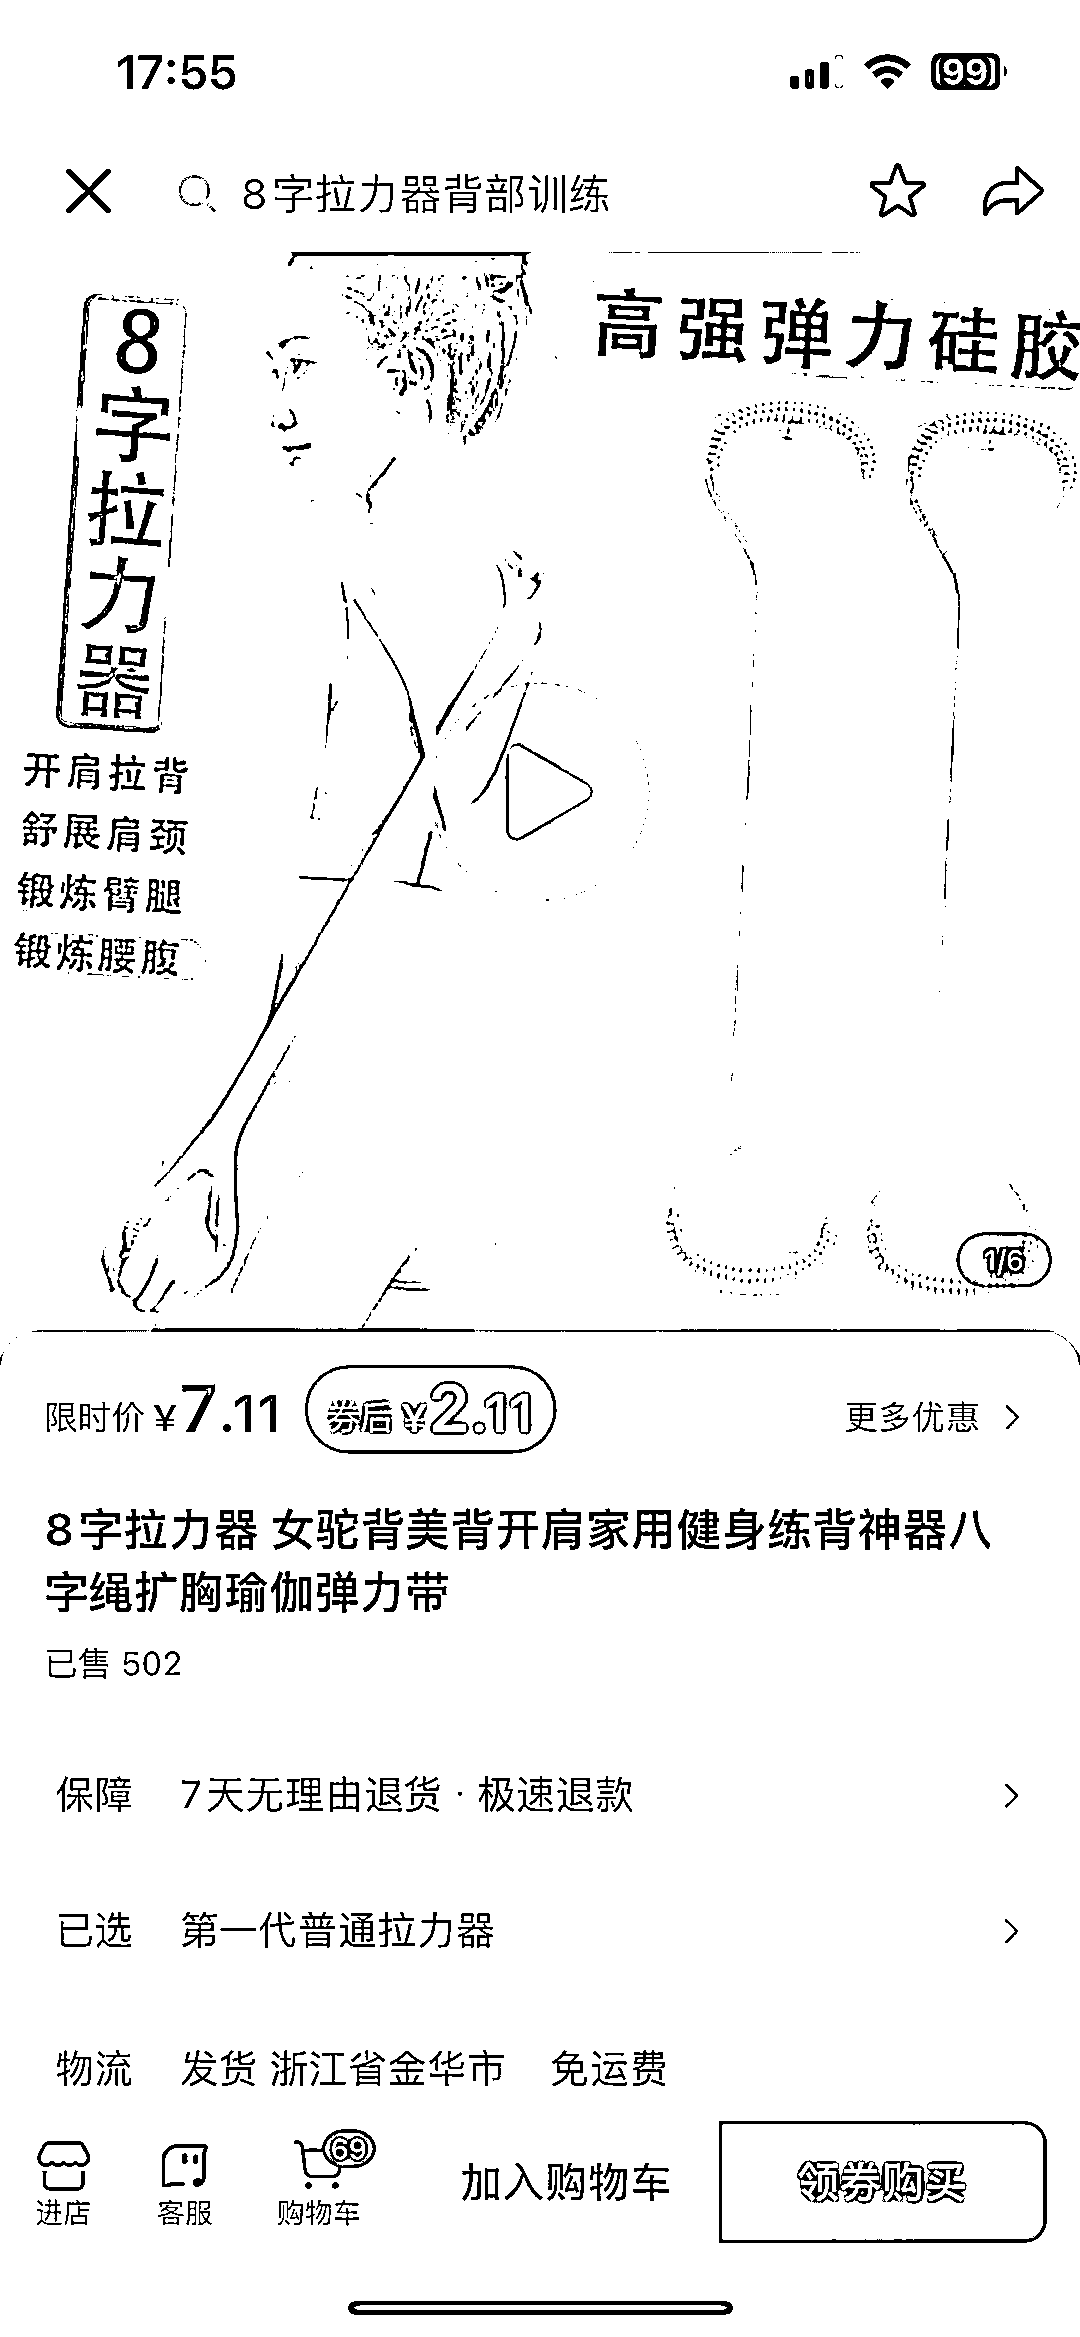 17:55
99
8字拉力器背部训练
8字拉力器
高强弹力硅胶
开肩拉背
舒展肩颈
锻炼臂腿
锻炼腰腹
1/6
限时价 ¥7.11 券后 ¥2.11 更多优惠
8字拉力器 女驼背美背开肩家用健身练背神器八
字绳扩胸瑜伽弹力带
已售 502
保障 7天无理由退货 · 极速退款
已选 第一代普通拉力器
物流 发货 浙江省金华市 免运费
69
进店 客服 购物车 加入购物车 领券购买